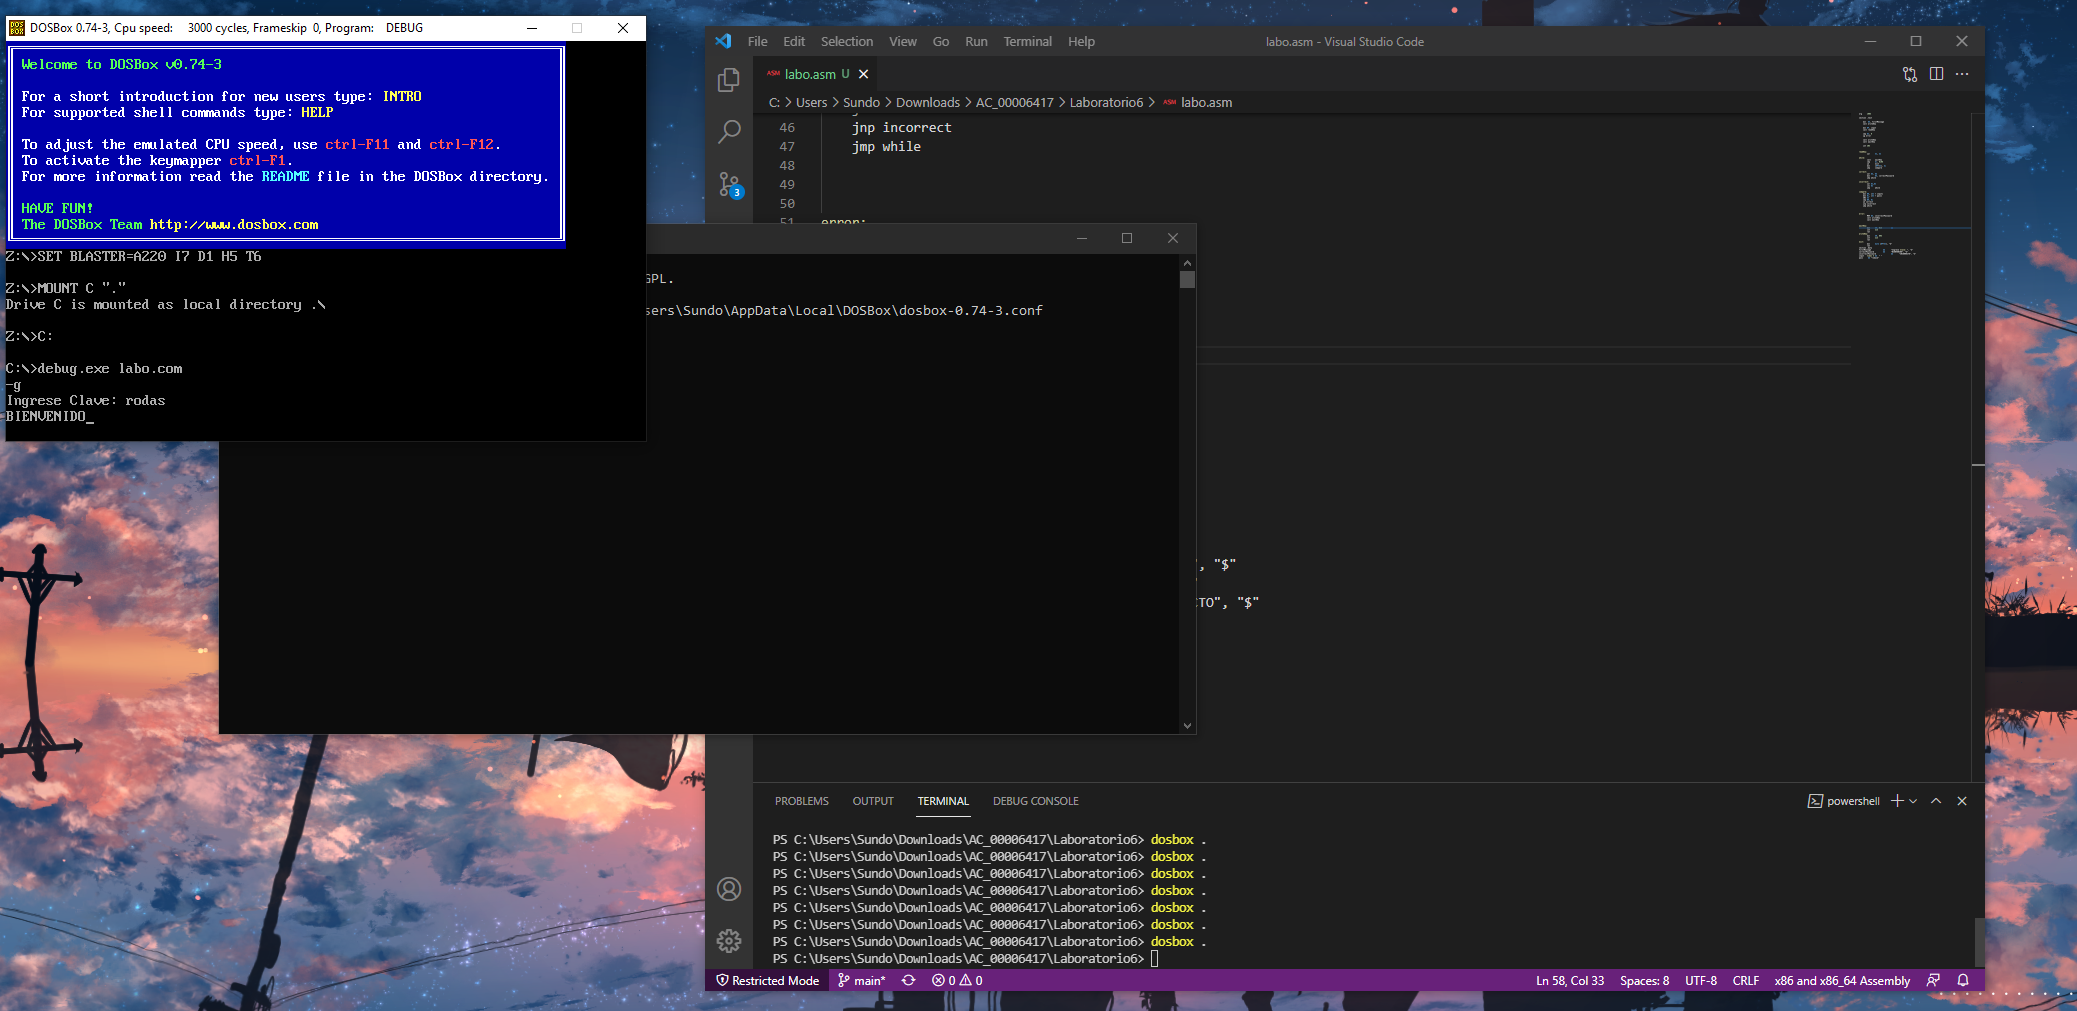 DOSBox 0.74-3, Cpu speed: 3000 cycles, Frameskip 0, Program: DEBUG
Welcome to DOSBox v0.74-3
For a short introduction for new users type: INTRO
For supported shell commands type: HELP
To adjust the emulated CPU speed, use ctrl-F11 and ctrl-F12.
To activate the keymapper ctrl-F1.
For more information read the README file in the DOSBox directory.
HAVE FUN!
The DOSBox Team http://www.dosbox.com
Z:\>SET BLASTER=A220 I7 D1 H5 T6
Z:\>MOUNT C "."
Drive C is mounted as local directory .\
Z:\>C:
C:\>debug.exe labo.com
-g
Ingrese Clave: rodas
BIENVENIDO_
GPL.
sers\Sundo\AppData\Local\DOSBox\dosbox-0.74-3.conf
File Edit Selection View Go Run Terminal Help
labo.asm - Visual Studio Code
ASM labo.asm U
C: > Users > Sundo > Downloads > AC_00006417 > Laboratorio6 > ASM labo.asm
46 jnp incorrect
47 jmp while
48
49
50
51 error:
", "$"
CTO", "$"
3
PROBLEMS OUTPUT TERMINAL DEBUG CONSOLE
powershell
PS C:\Users\Sundo\Downloads\AC_00006417\Laboratorio6> dosbox .
PS C:\Users\Sundo\Downloads\AC_00006417\Laboratorio6> dosbox .
PS C:\Users\Sundo\Downloads\AC_00006417\Laboratorio6> dosbox .
PS C:\Users\Sundo\Downloads\AC_00006417\Laboratorio6> dosbox .
PS C:\Users\Sundo\Downloads\AC_00006417\Laboratorio6> dosbox .
PS C:\Users\Sundo\Downloads\AC_00006417\Laboratorio6> dosbox .
PS C:\Users\Sundo\Downloads\AC_00006417\Laboratorio6> dosbox .
PS C:\Users\Sundo\Downloads\AC_00006417\Laboratorio6>
Restricted Mode main* 0 0 Ln 58, Col 33 Spaces: 8 UTF-8 CRLF x86 and x86_64 Assembly